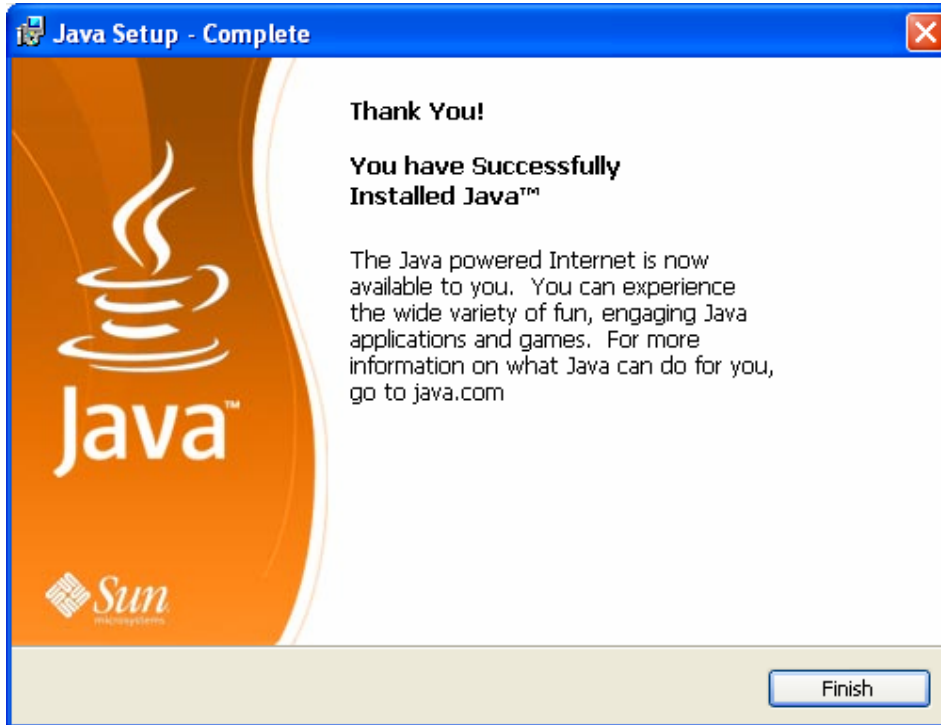 Java Setup - Complete
Thank You!
You have Successfully
Installed Java™
The Java powered Internet is now
available to you.  You can experience
the wide variety of fun, engaging Java
applications and games.  For more
information on what Java can do for you,
go to java.com
Java™
Sun
microsystems
Finish